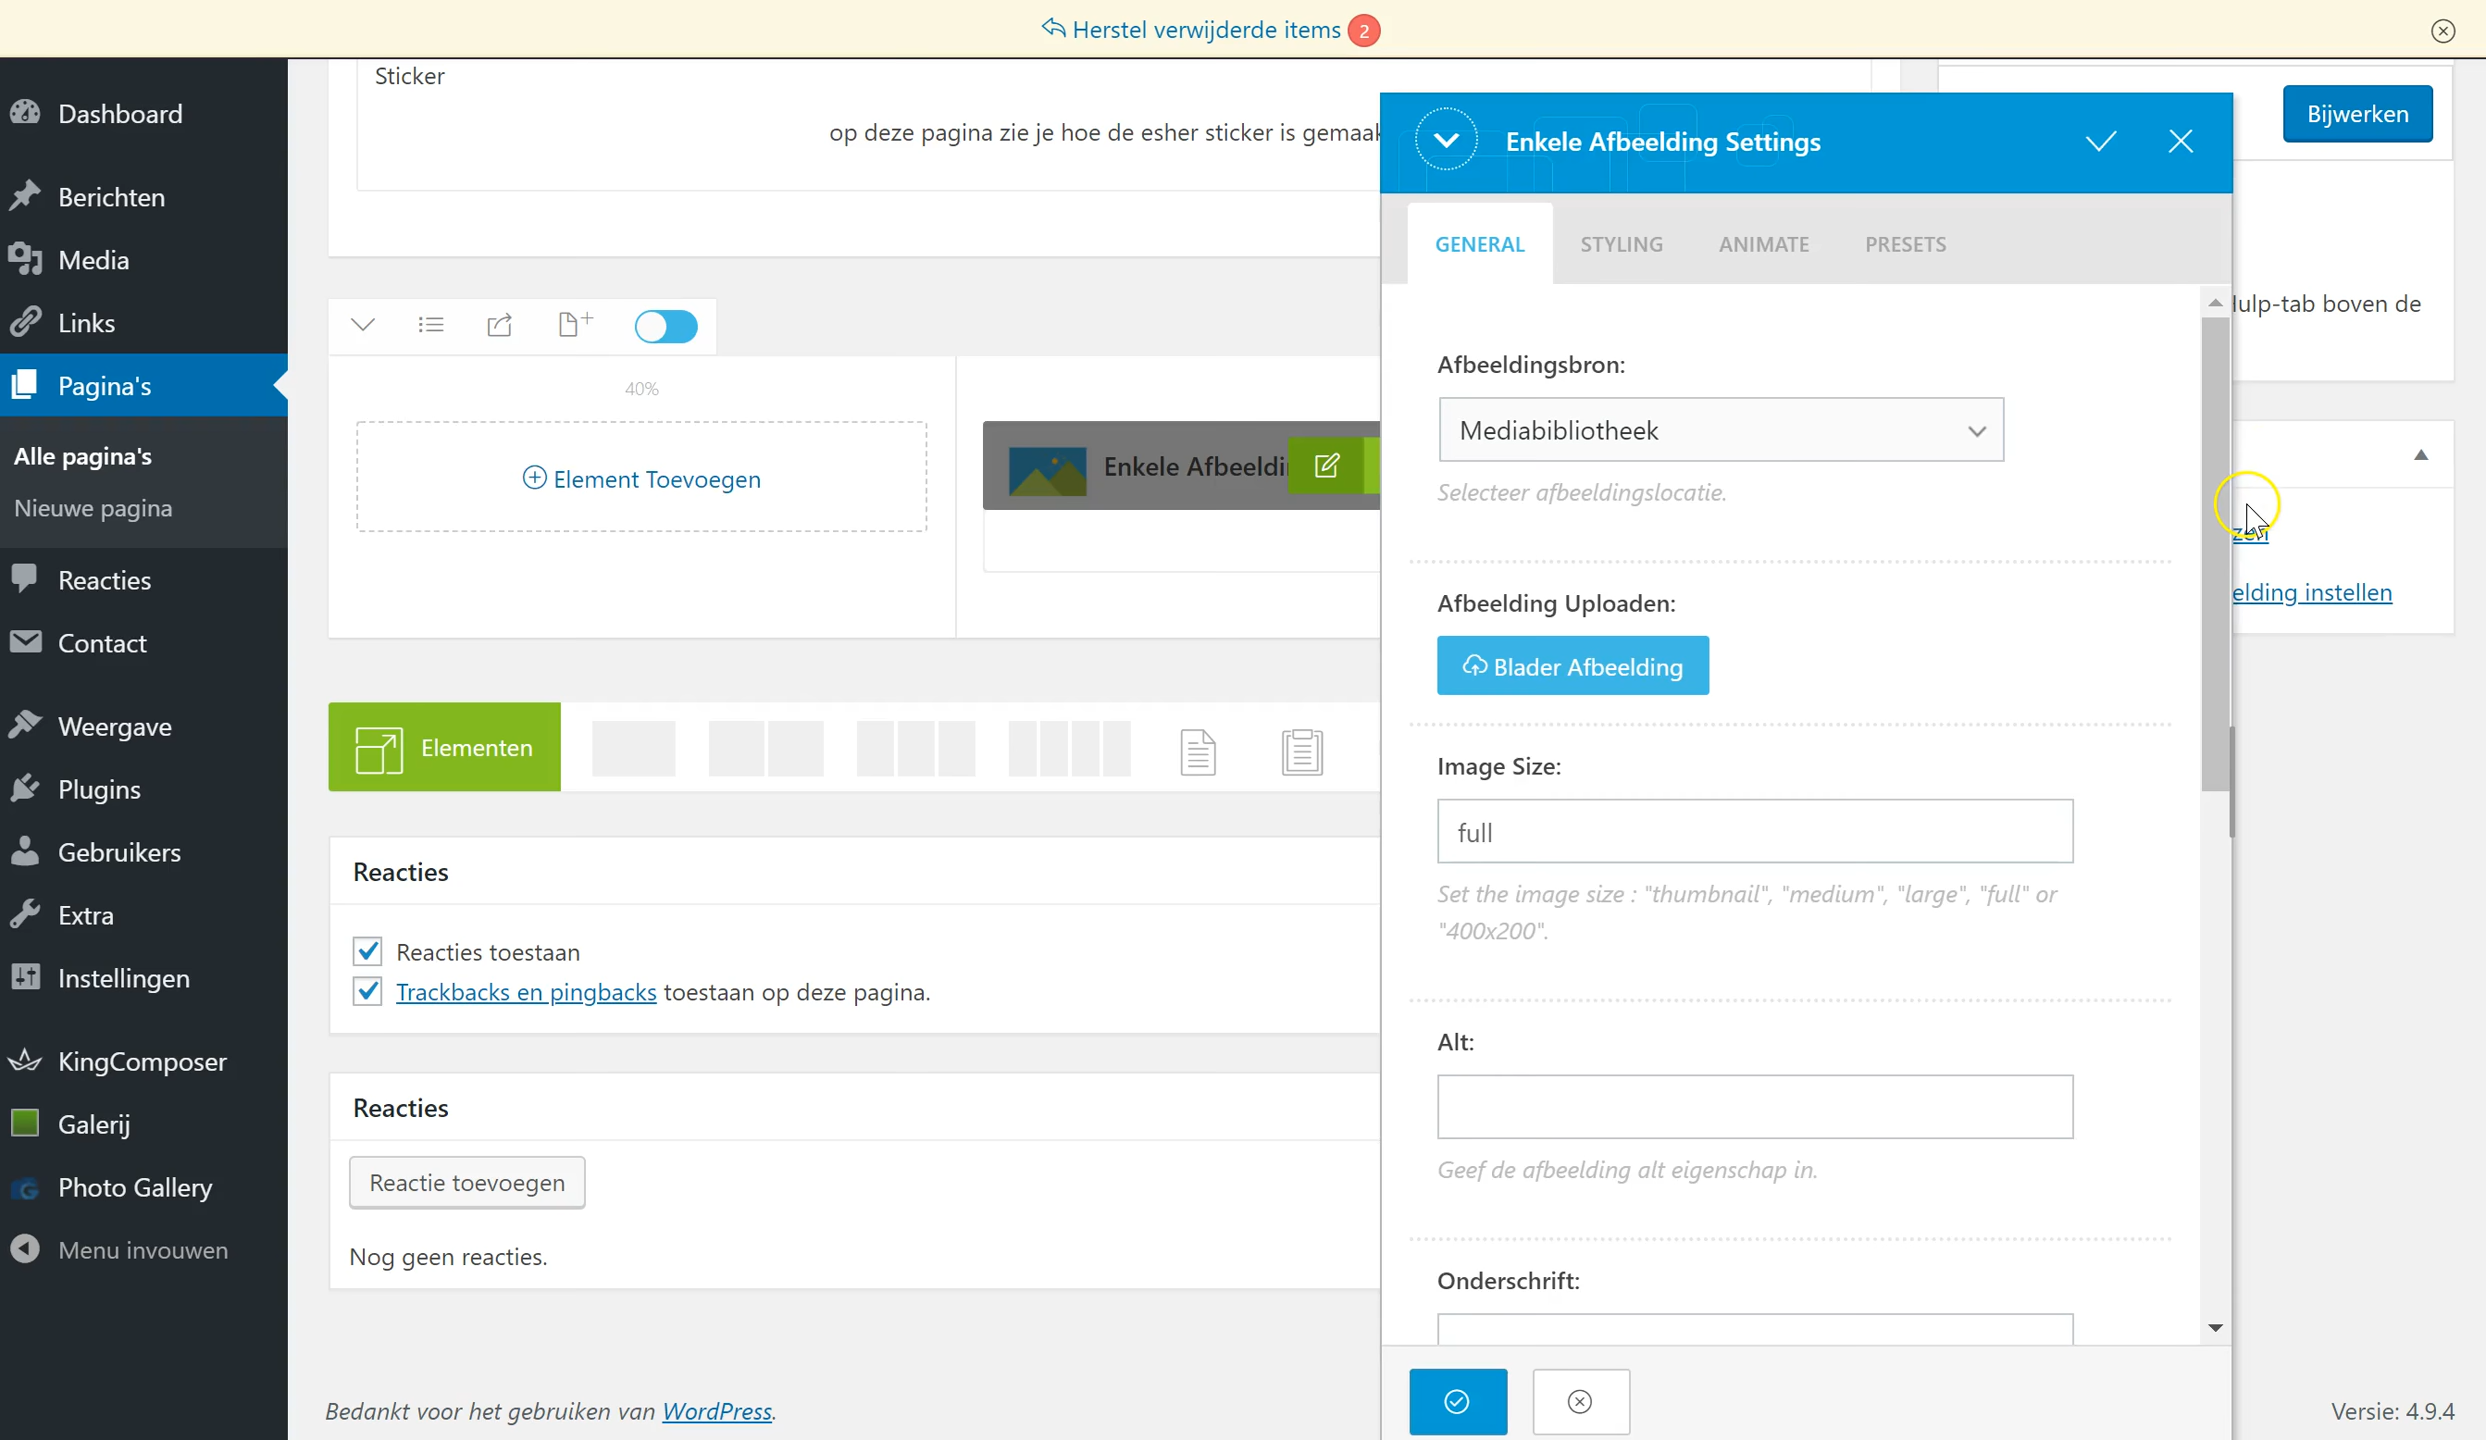 Herstel verwijderde items 2
Dashboard
Berichten
Media
Links
Pagina's
Alle pagina's
Nieuwe pagina
Reacties
Contact
Weergave
Plugins
Gebruikers
Extra
Instellingen
KingComposer
Galerij
Photo Gallery
Menu invouwen
Sticker
op deze pagina zie je hoe de esher sticker is gemaak
40%
Element Toevoegen
Enkele Afbeeldi
Elementen
Reacties
Reacties toestaan
Trackbacks en pingbacks toestaan op deze pagina.
Reacties
Reactie toevoegen
Nog geen reacties.
Bedankt voor het gebruiken van WordPress.
Enkele Afbeelding Settings
GENERAL STYLING ANIMATE PRESETS
Afbeeldingsbron:
Mediabibliotheek
Selecteer afbeeldingslocatie.
Afbeelding Uploaden:
Blader Afbeelding
Image Size:
full
Set the image size : "thumbnail", "medium", "large", "full" or
"400x200".
Alt:
Geef de afbeelding alt eigenschap in.
Onderschrift:
Bijwerken
ulp-tab boven de
elding instellen
Versie: 4.9.4